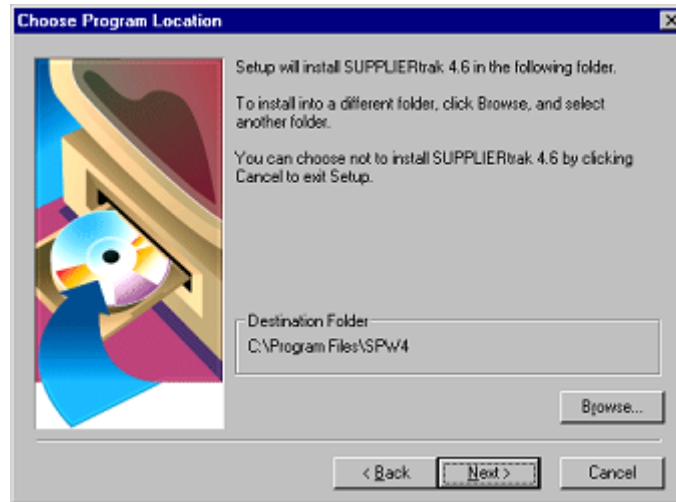 Choose Program Location
Setup will install SUPPLIERtrak 4.6 in the following folder.
To install into a different folder, click Browse, and select
another folder.
You can choose not to install SUPPLIERtrak 4.6 by clicking
Cancel to exit Setup.
Destination Folder
C:\Program Files\SPW4
Browse...
< Back
Next >
Cancel